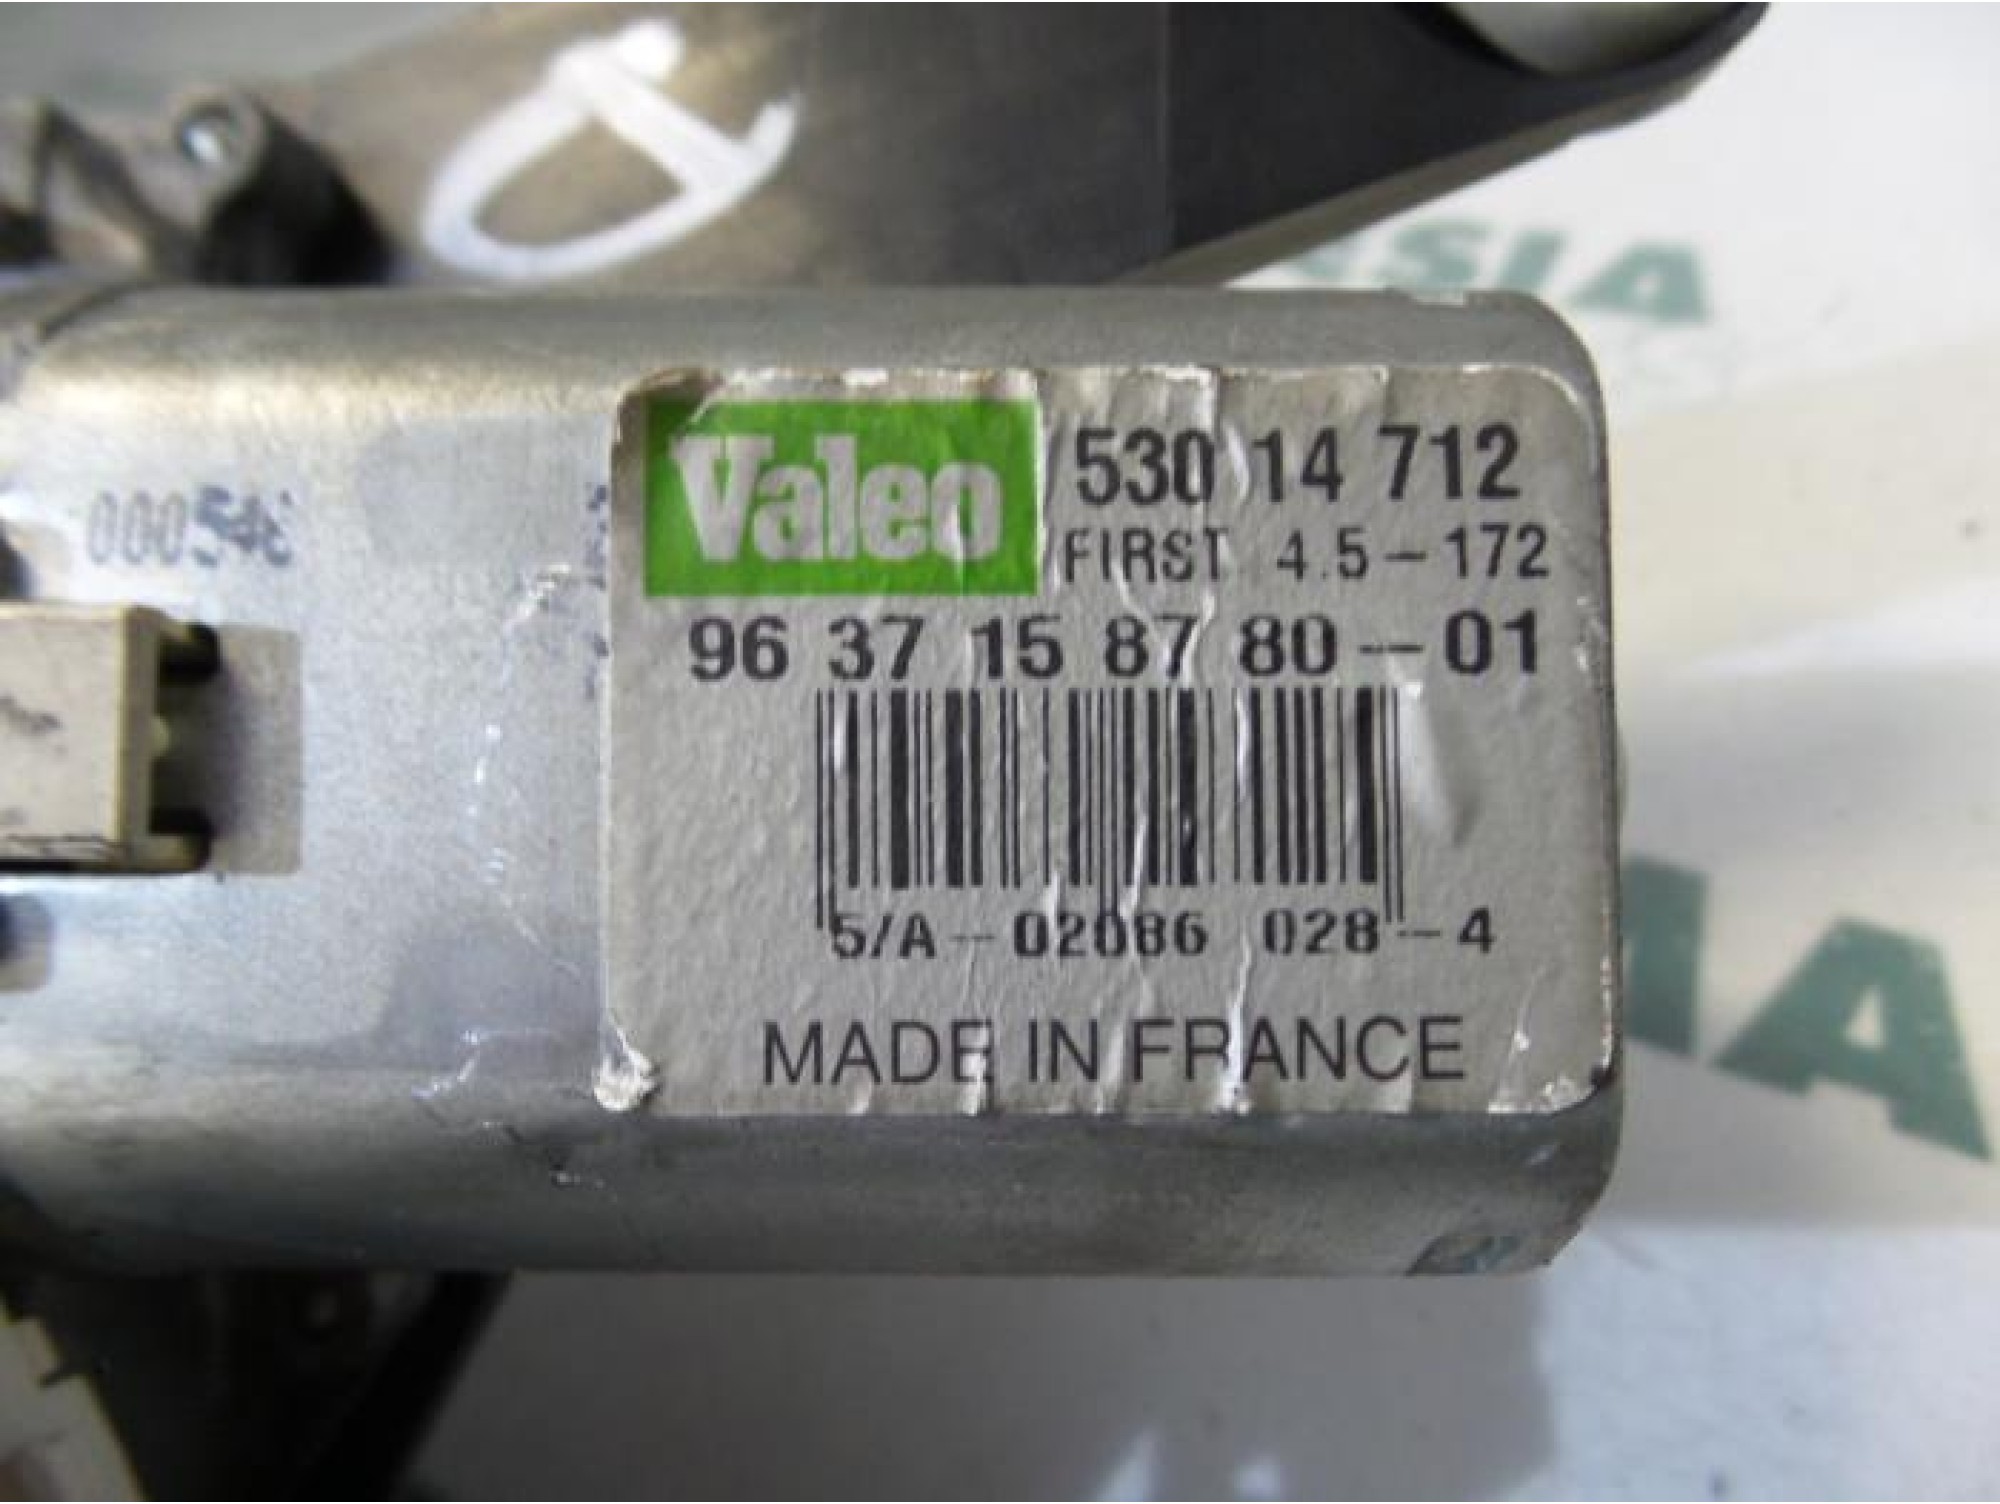 Valeo
530 14 712
FIRST 4.5-172
96 37 15 87 80-01
5/A-02086 028-4
MADE IN FRANCE